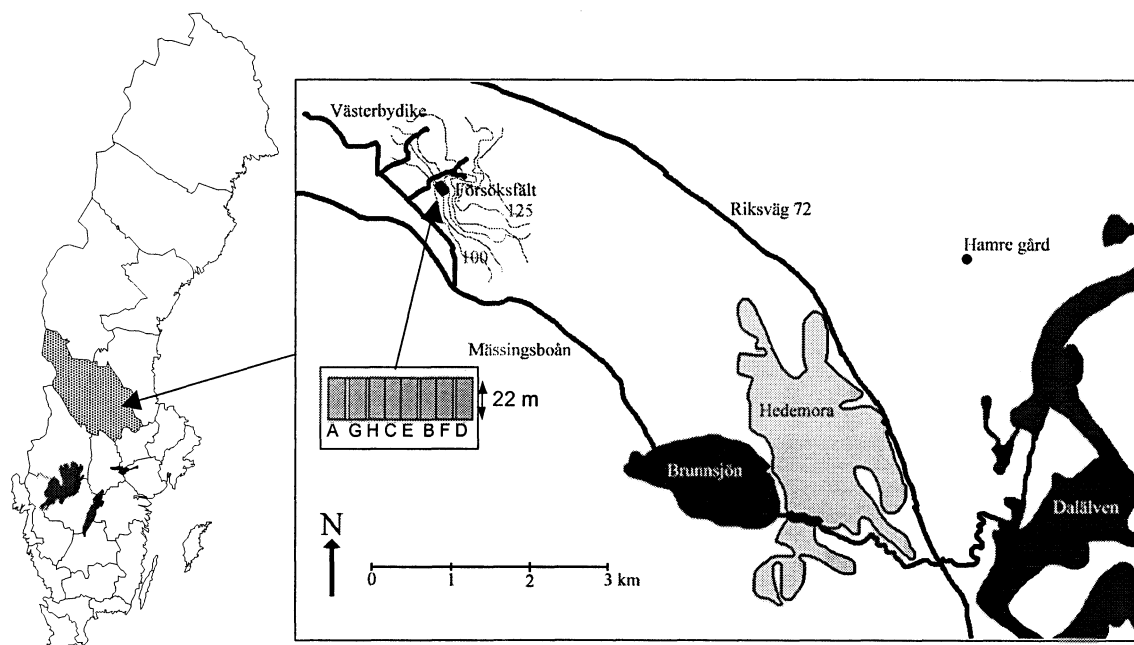 Västerbydike
Försöksfält
125
100
Riksväg 72
Hamre gård
Mässingsboån
22 m
A G H C E B F D
Hedemora
Brunnsjön
Dalälven
N
0 1 2 3 km